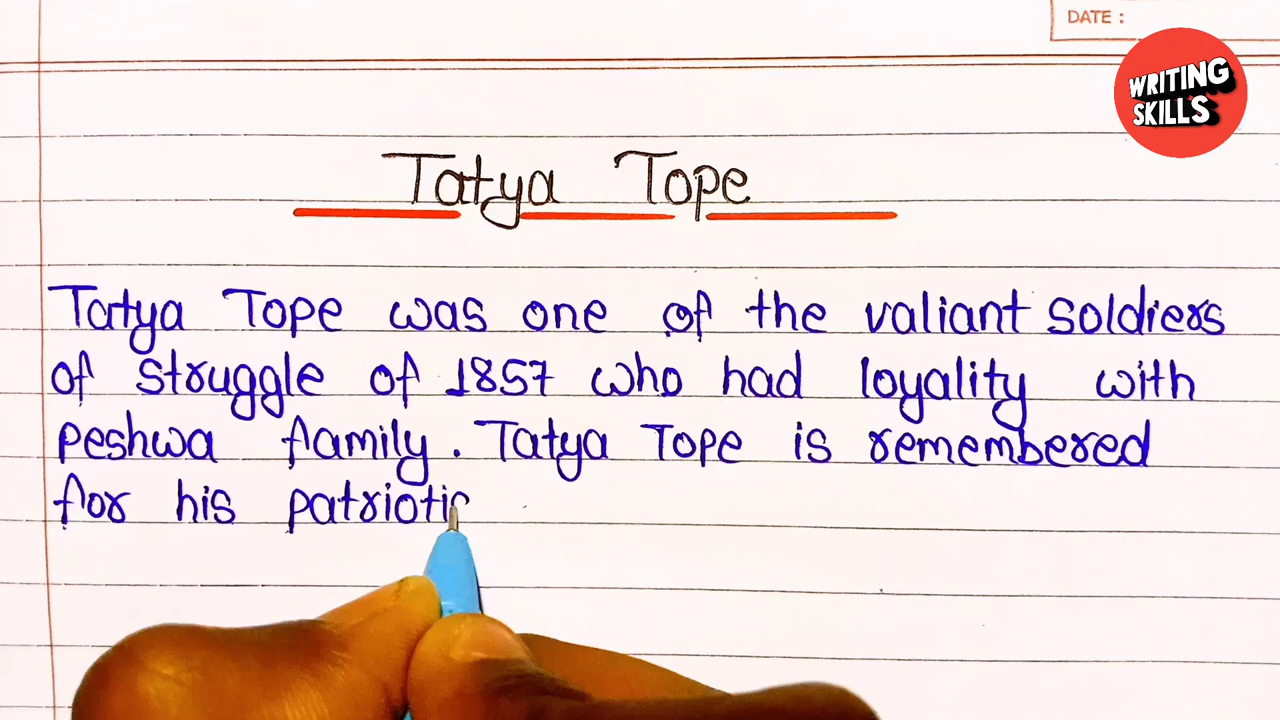 DATE :
WRITING
SKILLS
Tatya Tope
Tatya Tope was one of the valiant soldiers
of struggle of 1857 who had loyality with
peshwa family. Tatya Tope is remembered
for his patriotic